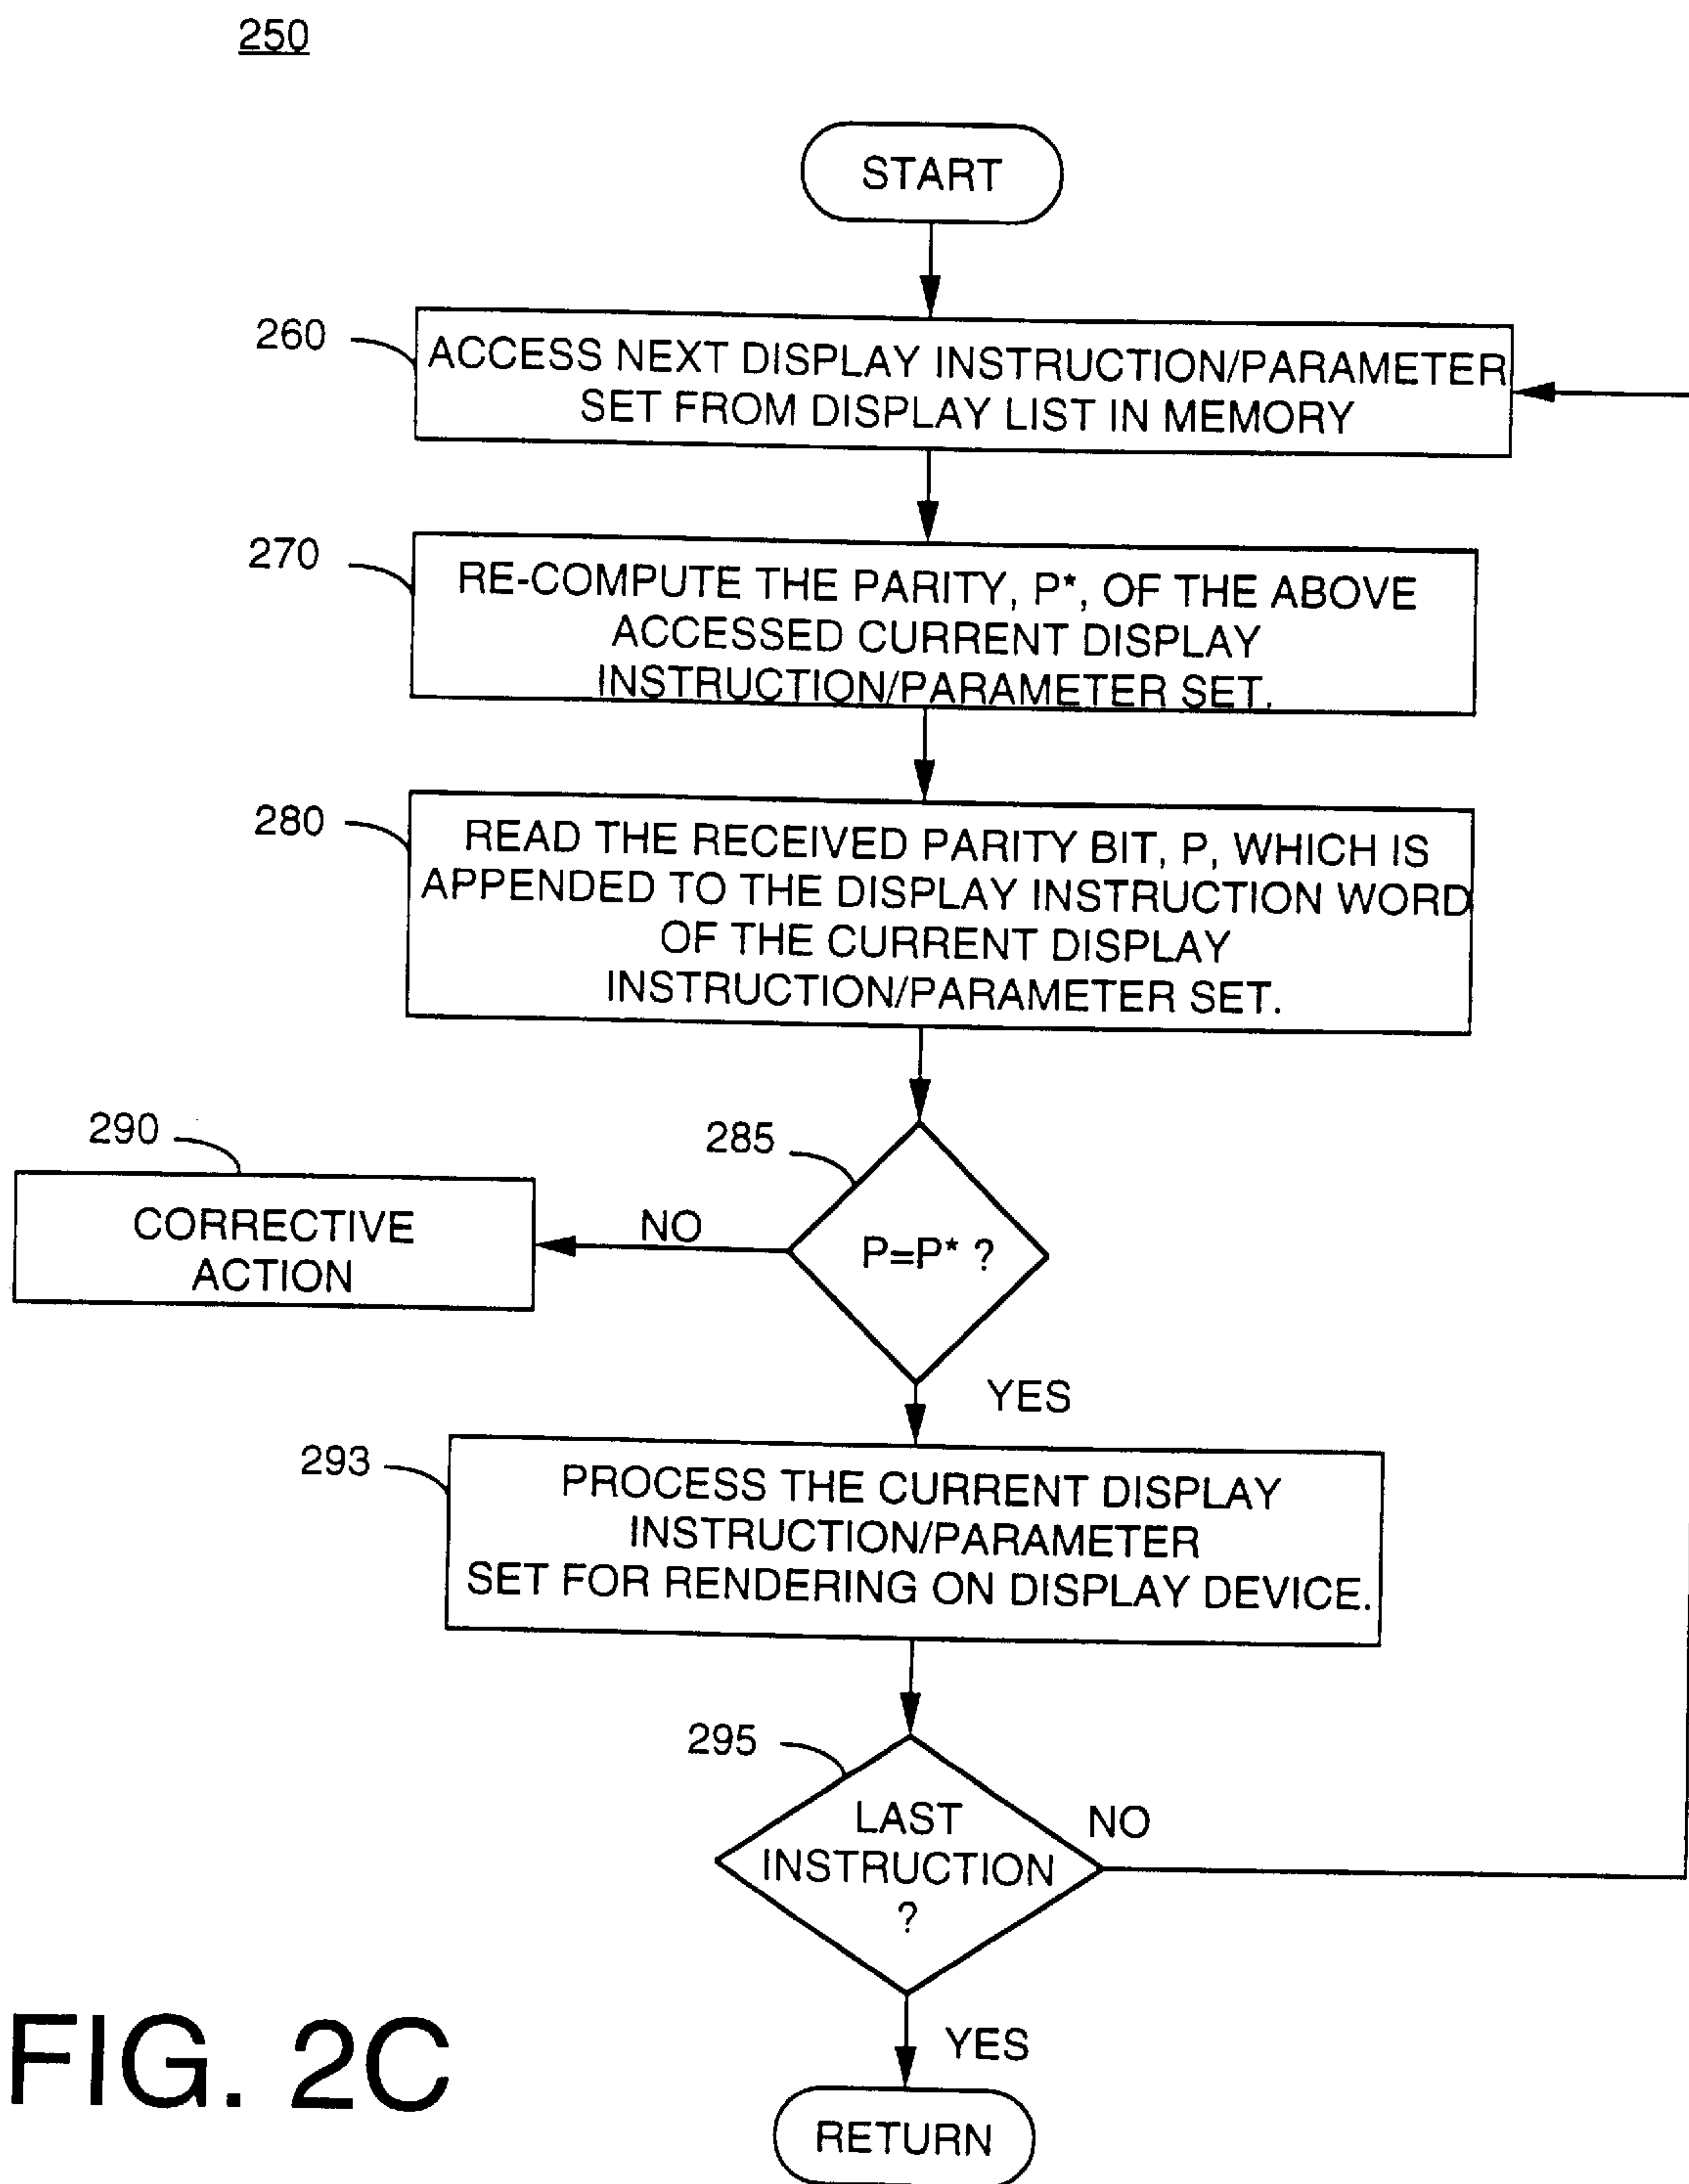 250
START
260
ACCESS NEXT DISPLAY INSTRUCTION/PARAMETER
SET FROM DISPLAY LIST IN MEMORY
270
RE-COMPUTE THE PARITY, P*, OF THE ABOVE
ACCESSED CURRENT DISPLAY
INSTRUCTION/PARAMETER SET.
280
READ THE RECEIVED PARITY BIT, P, WHICH IS
APPENDED TO THE DISPLAY INSTRUCTION WORD
OF THE CURRENT DISPLAY
INSTRUCTION/PARAMETER SET.
290
285
CORRECTIVE
ACTION
NO
P=P* ?
YES
293
PROCESS THE CURRENT DISPLAY
INSTRUCTION/PARAMETER
SET FOR RENDERING ON DISPLAY DEVICE.
295
LAST
INSTRUCTION
?
NO
YES
RETURN
FIG. 2C